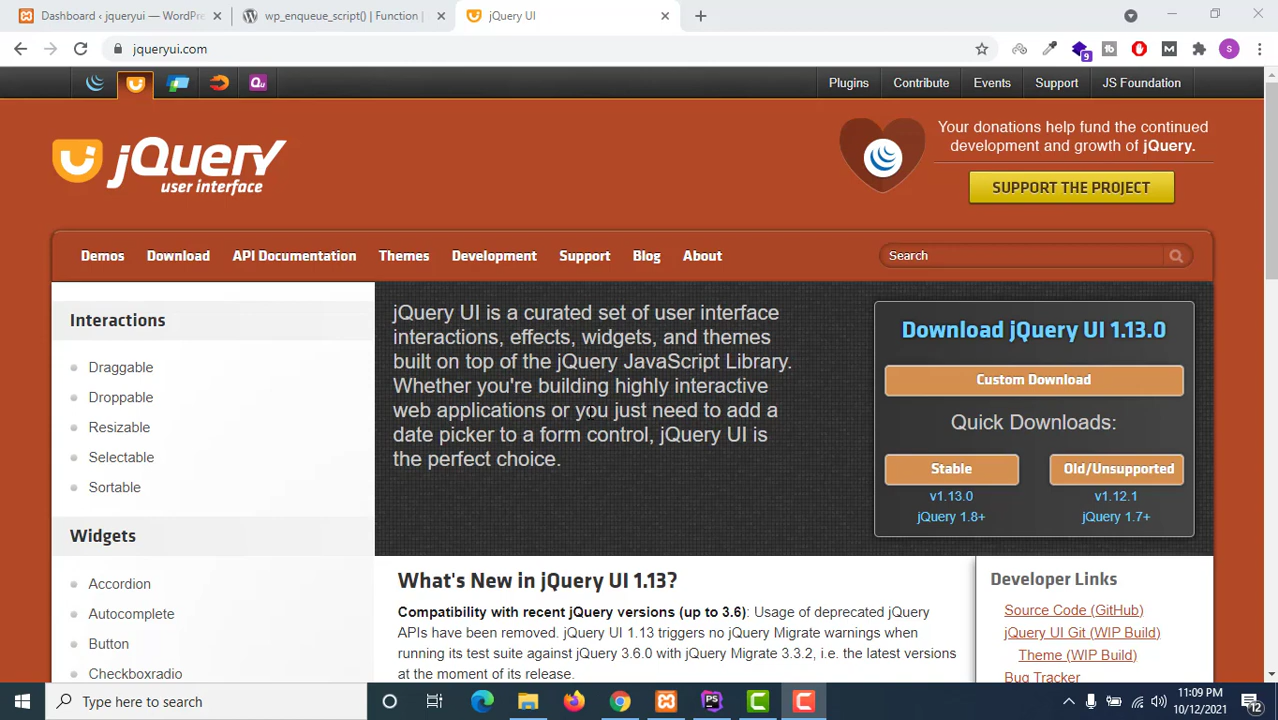 Dashboard ‹ jqueryui — WordPre
wp_enqueue_script() | Function |
jQuery UI
jqueryui.com
9
S
Qu
Plugins
Contribute
Events
Support
JS Foundation
jQuery
user interface
Your donations help fund the continued
development and growth of jQuery.
SUPPORT THE PROJECT
Demos
Download
API Documentation
Themes
Development
Support
Blog
About
Search
Interactions
Draggable
Droppable
Resizable
Selectable
Sortable
Widgets
Accordion
Autocomplete
Button
Checkboxradio
jQuery UI is a curated set of user interface
interactions, effects, widgets, and themes
built on top of the jQuery JavaScript Library.
Whether you're building highly interactive
web applications or you just need to add a
date picker to a form control, jQuery UI is
the perfect choice.
Download jQuery UI 1.13.0
Custom Download
Quick Downloads:
Stable
v1.13.0
jQuery 1.8+
Old/Unsupported
v1.12.1
jQuery 1.7+
What's New in jQuery UI 1.13?
Compatibility with recent jQuery versions (up to 3.6): Usage of deprecated jQuery
APIs have been removed. jQuery UI 1.13 triggers no jQuery Migrate warnings when
running its test suite against jQuery 3.6.0 with jQuery Migrate 3.3.2, i.e. the latest versions
at the moment of its release.
Developer Links
Source Code (GitHub)
jQuery UI Git (WIP Build)
Theme (WIP Build)
Bug Tracker
Type here to search
PS
11:09 PM
10/12/2021
12